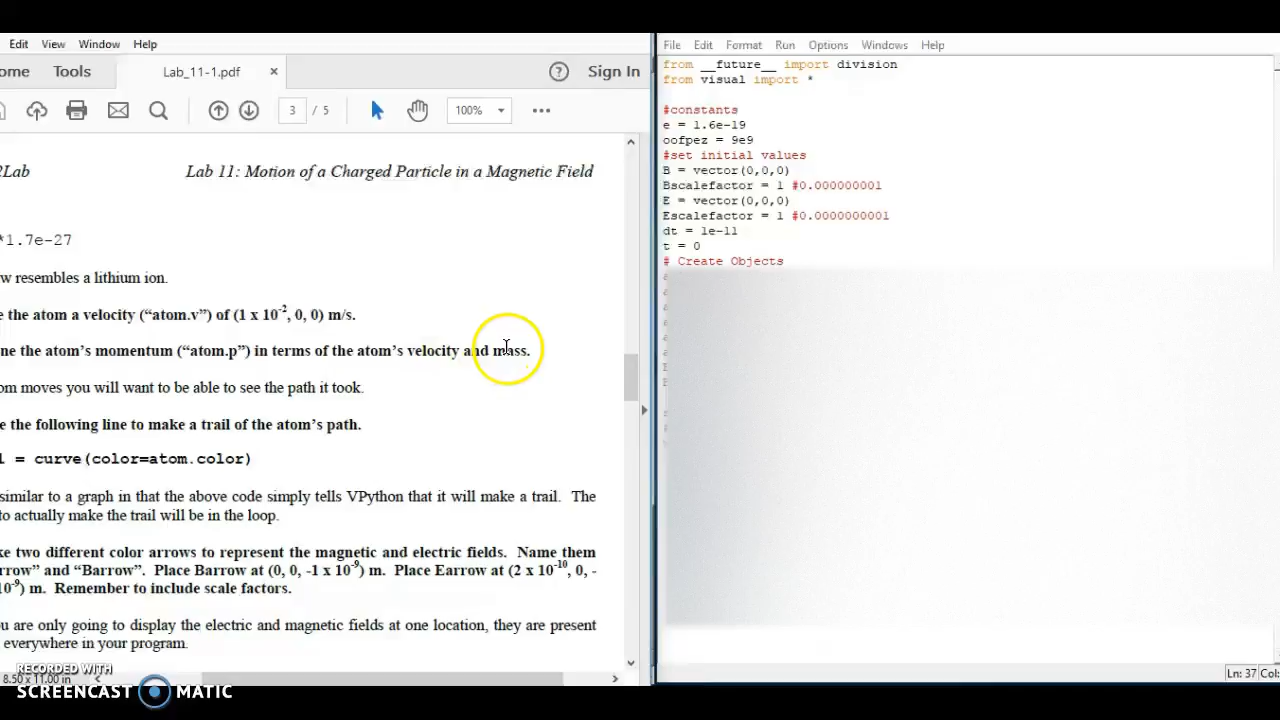 Edit View Window Help
ome Tools Lab_11-1.pdf × ? Sign In
3 / 5 100%
2Lab Lab 11: Motion of a Charged Particle in a Magnetic Field
*1.7e-27
w resembles a lithium ion.
e the atom a velocity (“atom.v”) of (1 x 10-2, 0, 0) m/s.
ne the atom’s momentum (“atom.p”) in terms of the atom’s velocity and mass.
om moves you will want to be able to see the path it took.
e the following line to make a trail of the atom’s path.
l = curve(color=atom.color)
similar to a graph in that the above code simply tells VPython that it will make a trail. The
to actually make the trail will be in the loop.
ke two different color arrows to represent the magnetic and electric fields. Name them
rrow” and “Barrow”. Place Barrow at (0, 0, -1 x 10-9) m. Place Earrow at (2 x 10-10, 0, -
10-9) m. Remember to include scale factors.
ou are only going to display the electric and magnetic fields at one location, they are present
everywhere in your program.
8.50 x 11.00 in
RECORDED WITH
SCREENCAST MATIC
File Edit Format Run Options Windows Help
from __future__ import division
from visual import *
#constants
e = 1.6e-19
oofpez = 9e9
#set initial values
B = vector(0,0,0)
Bscalefactor = 1 #0.000000001
E = vector(0,0,0)
Escalefactor = 1 #0.0000000001
dt = 1e-11
t = 0
# Create Objects
Ln: 37 Col: